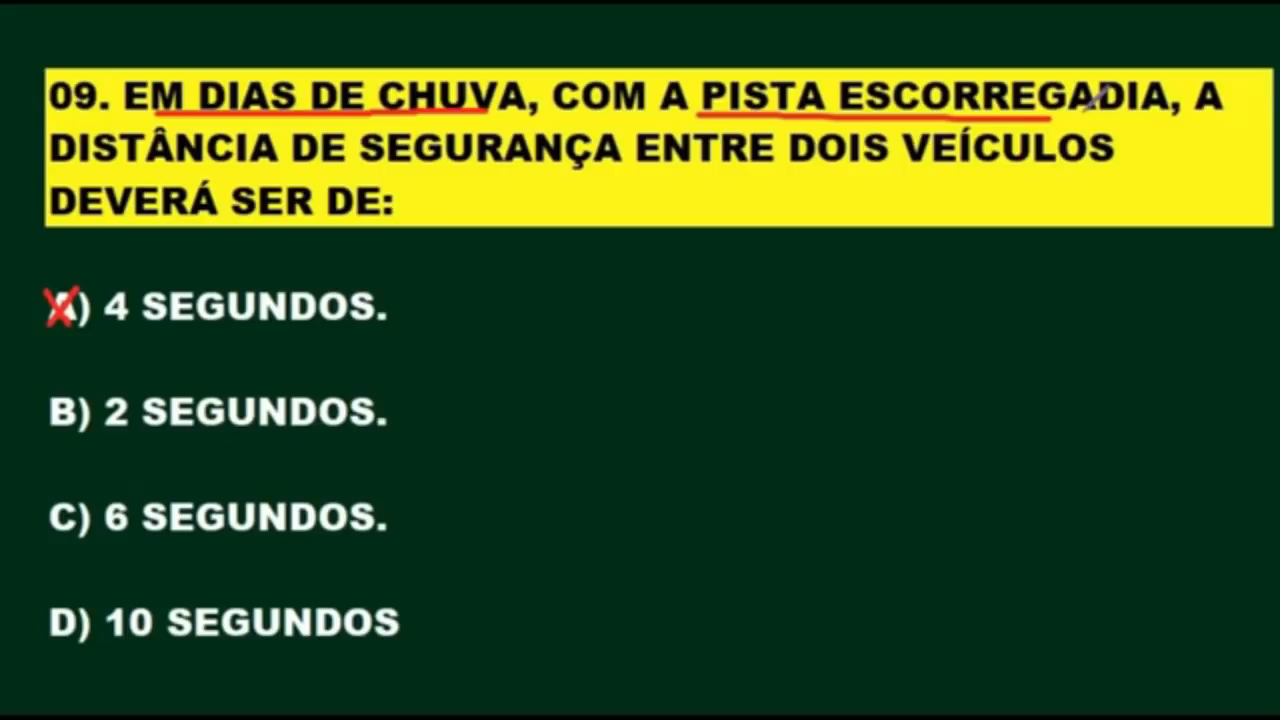 09. EM DIAS DE CHUVA, COM A PISTA ESCORREGADIA, A
DISTÂNCIA DE SEGURANÇA ENTRE DOIS VEÍCULOS
DEVERÁ SER DE:
A) 4 SEGUNDOS.
B) 2 SEGUNDOS.
C) 6 SEGUNDOS.
D) 10 SEGUNDOS